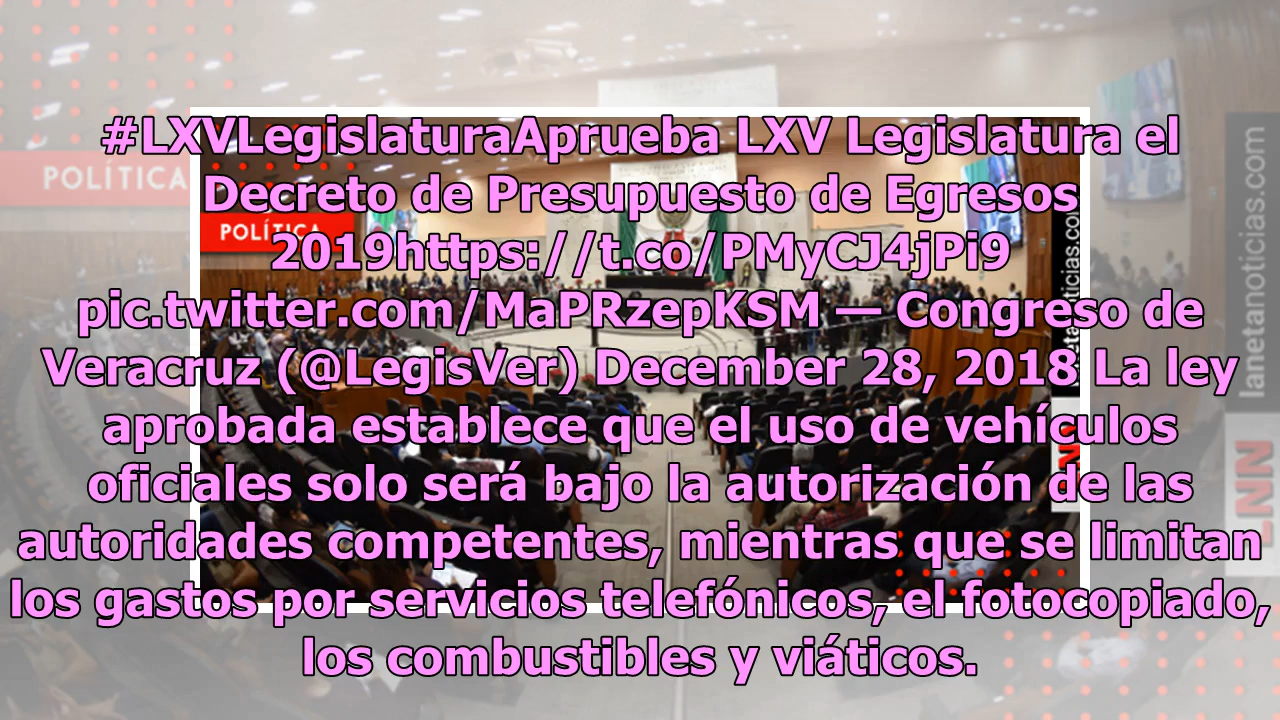 #LXVLegislaturaAprueba LXV Legislatura el
Decreto de Presupuesto de Egresos
2019https://t.co/PMyCJ4jPi9
pic.twitter.com/MaPRzepKSM — Congreso de
Veracruz (@LegisVer) December 28, 2018 La ley
aprobada establece que el uso de vehículos
oficiales solo será bajo la autorización de las
autoridades competentes, mientras que se limitan
los gastos por servicios telefónicos, el fotocopiado,
los combustibles y viáticos.
POLÍTICA
POLÍTICA
lanetanoticias.com
LNN